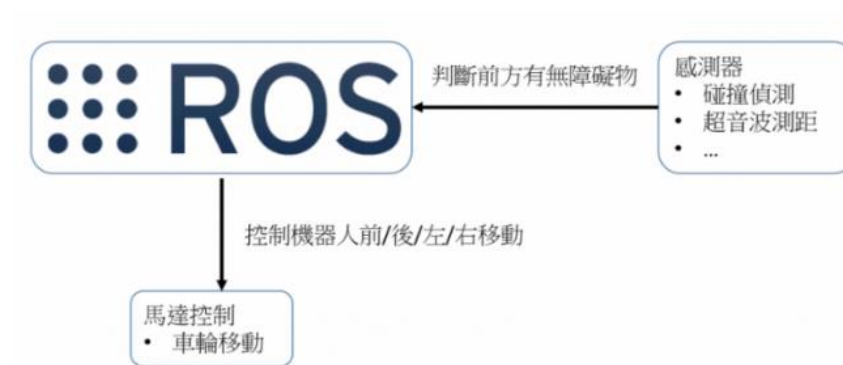 ROS
判斷前方有無障礙物
感測器
• 碰撞偵測
• 超音波測距
• ...
控制機器人前/後/左/右移動
馬達控制
• 車輪移動